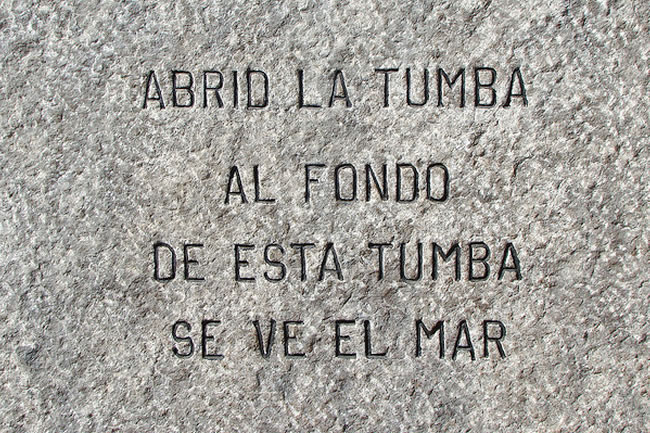 ABRID LA TUMBA
AL FONDO
DE ESTA TUMBA
SE VE EL MAR